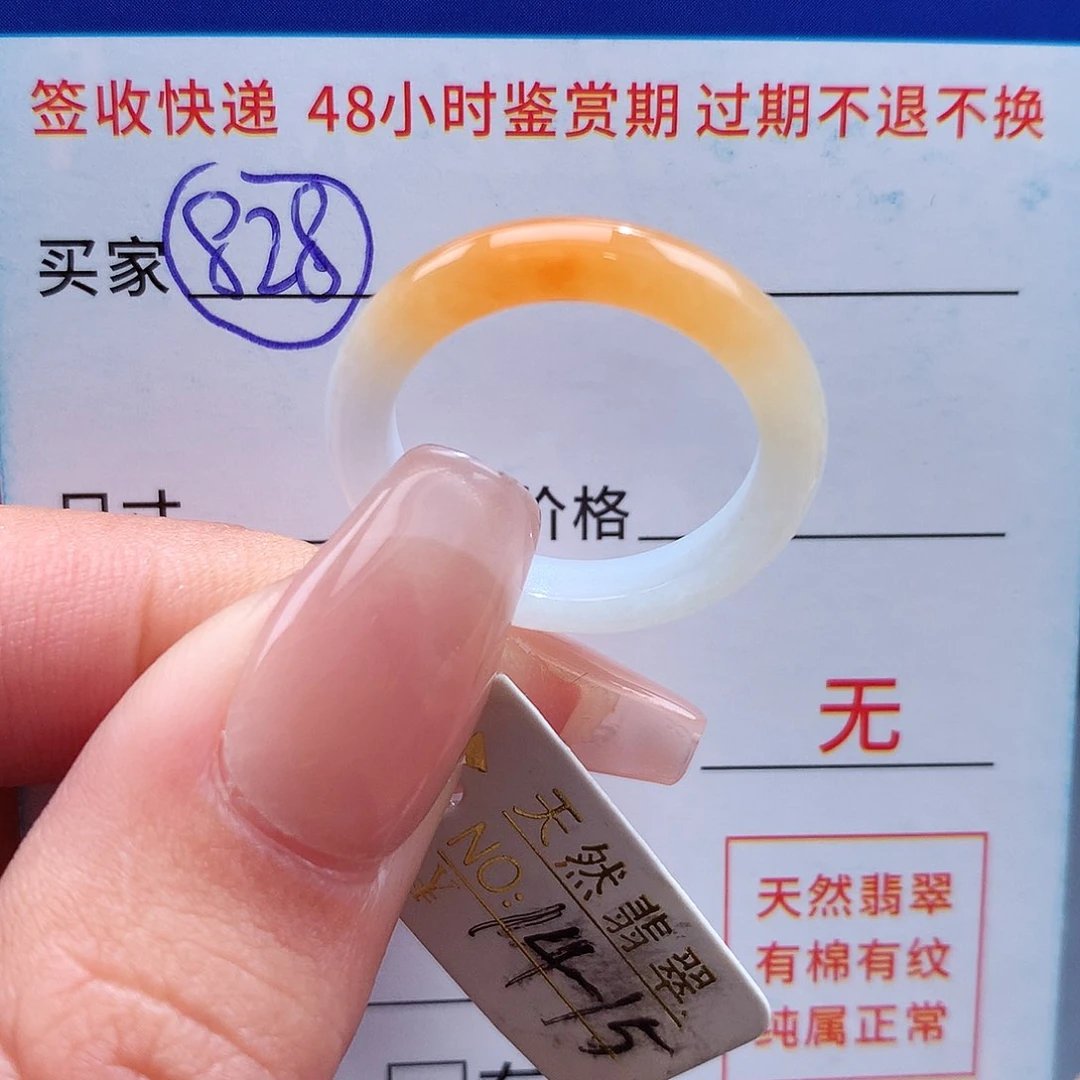 签收快递 48小时鉴赏期 过期不退不换
买家 828
尺寸 价格
无
天然翡翠
NO: 14-15
¥
天然翡翠
有棉有纹
纯属正常